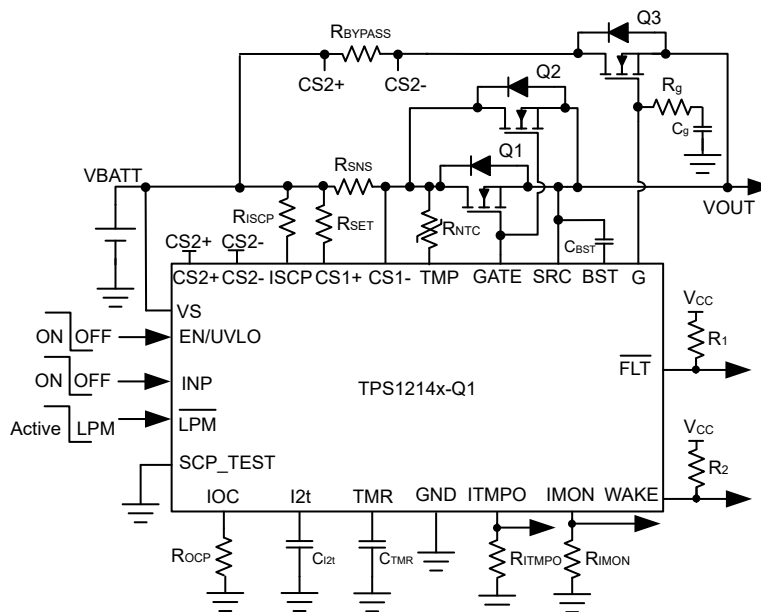 Q3
RBYPASS
CS2+ CS2-
Q2
Rg
Cg
Q1
VBATT
RSNS
VOUT
RISCP
RSET
RNTC
CBST
CS2+ CS2-
CS2+ CS2- ISCP CS1+ CS1- TMP GATE SRC BST G
VS
VCC
ON OFF EN/UVLO
R1
FLT
ON OFF INP
TPS1214x-Q1
Active LPM LPM
VCC
SCP_TEST
R2
IOC I2t TMR GND ITMPO IMON WAKE
ROCP
CI2t
CTMR
RITMPO
RIMON